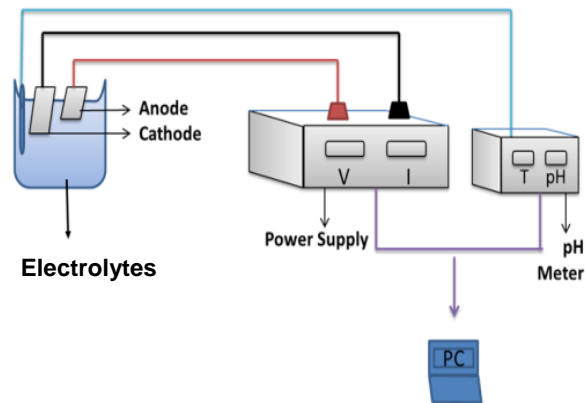 Anode
Cathode
V I
T pH
Power Supply
pH
Meter
Electrolytes
PC